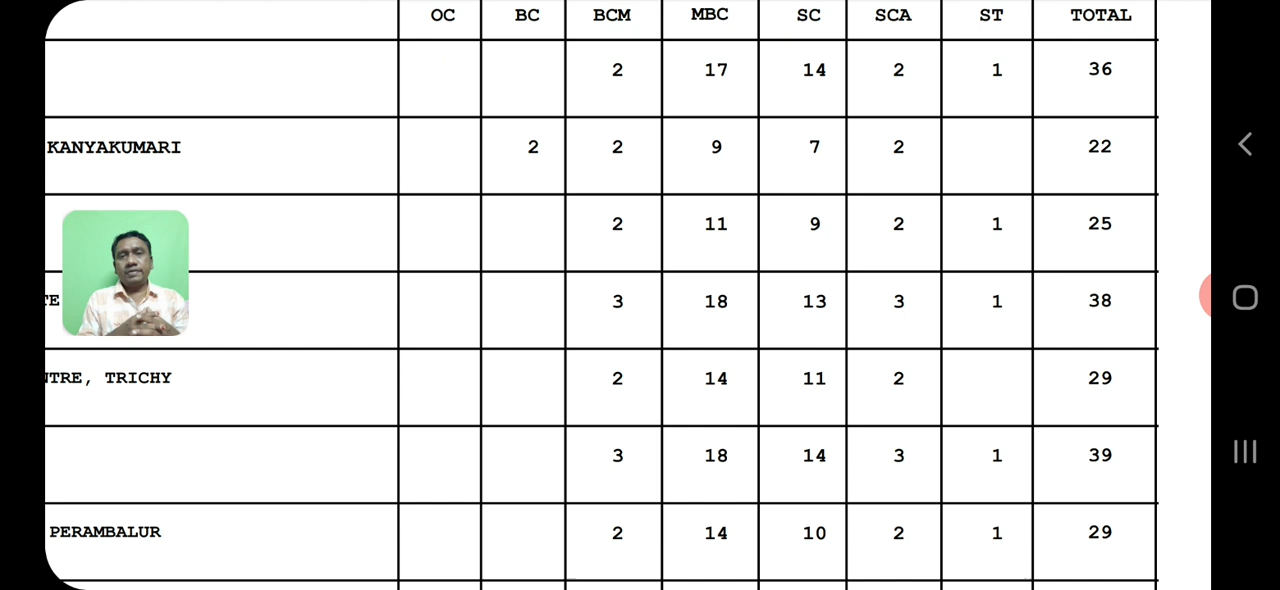 OC BC BCM MBC SC SCA ST TOTAL
2 17 14 2 1 36
KANYAKUMARI 2 2 9 7 2 22
2 11 9 2 1 25
3 18 13 3 1 38
TRICHY 2 14 11 2 29
3 18 14 3 1 39
PERAMBALUR 2 14 10 2 1 29